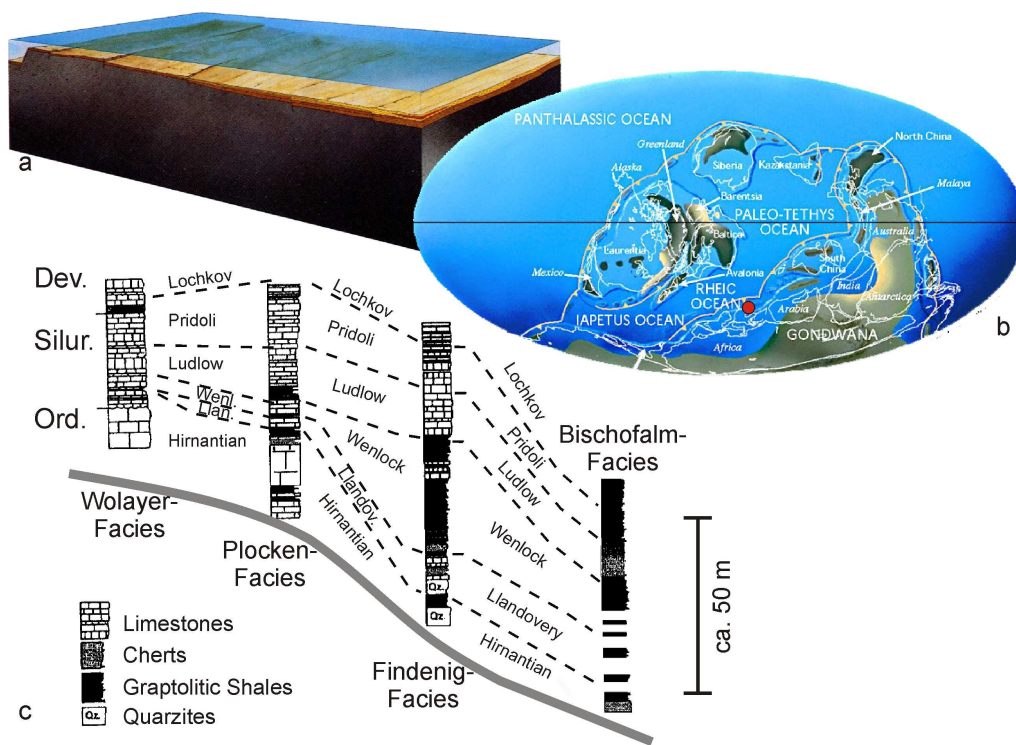 a
PANTHALASSIC OCEAN
North China
Greenland
Siberia
Kazakstania
Alaska
Malaya
Barentsia
PALEO-TETHYS
OCEAN
Baltica
Australia
Laurentia
South
China
Avalonia
Mexico
India
RHEIC
OCEAN
Antarctica
Arabia
IAPETUS OCEAN
GONDWANA
Africa
b
Dev.
Silur.
Ord.
Lochkov
Pridoli
Ludlow
Wenl.
Llan.
Hirnantian
Lochkov
Pridoli
Ludlow
Wenlock
Llandov.
Hirnantian
Lochkov
Pridoli
Ludlow
Wenlock
Llandovery
Hirnantian
Qz.
Qz.
Wolayer-
Facies
Plocken-
Facies
Findenig-
Facies
Bischofalm-
Facies
ca. 50 m
Limestones
Cherts
Graptolitic Shales
Qz.
Quarzites
c